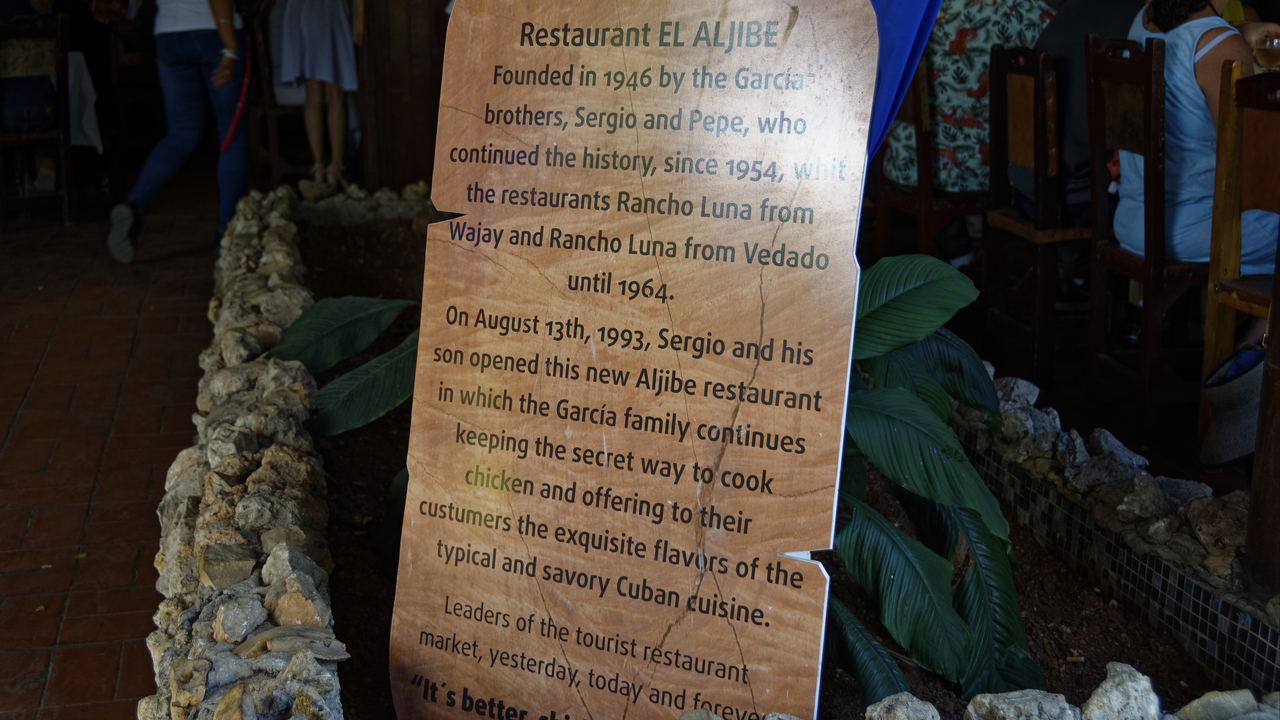 Restaurant EL ALJIBE
Founded in 1946 by the García
brothers, Sergio and Pepe, who
continued the history, since 1954, whit
the restaurants Rancho Luna from
Wajay and Rancho Luna from Vedado
until 1964.
On August 13th, 1993, Sergio and his
son opened this new Aljibe restaurant
in which the García family continues
keeping the secret way to cook
chicken and offering to their
custumers the exquisite flavors of the
typical and savory Cuban cuisine.
Leaders of the tourist restaurant
market, yesterday, today and forever
"It´s better